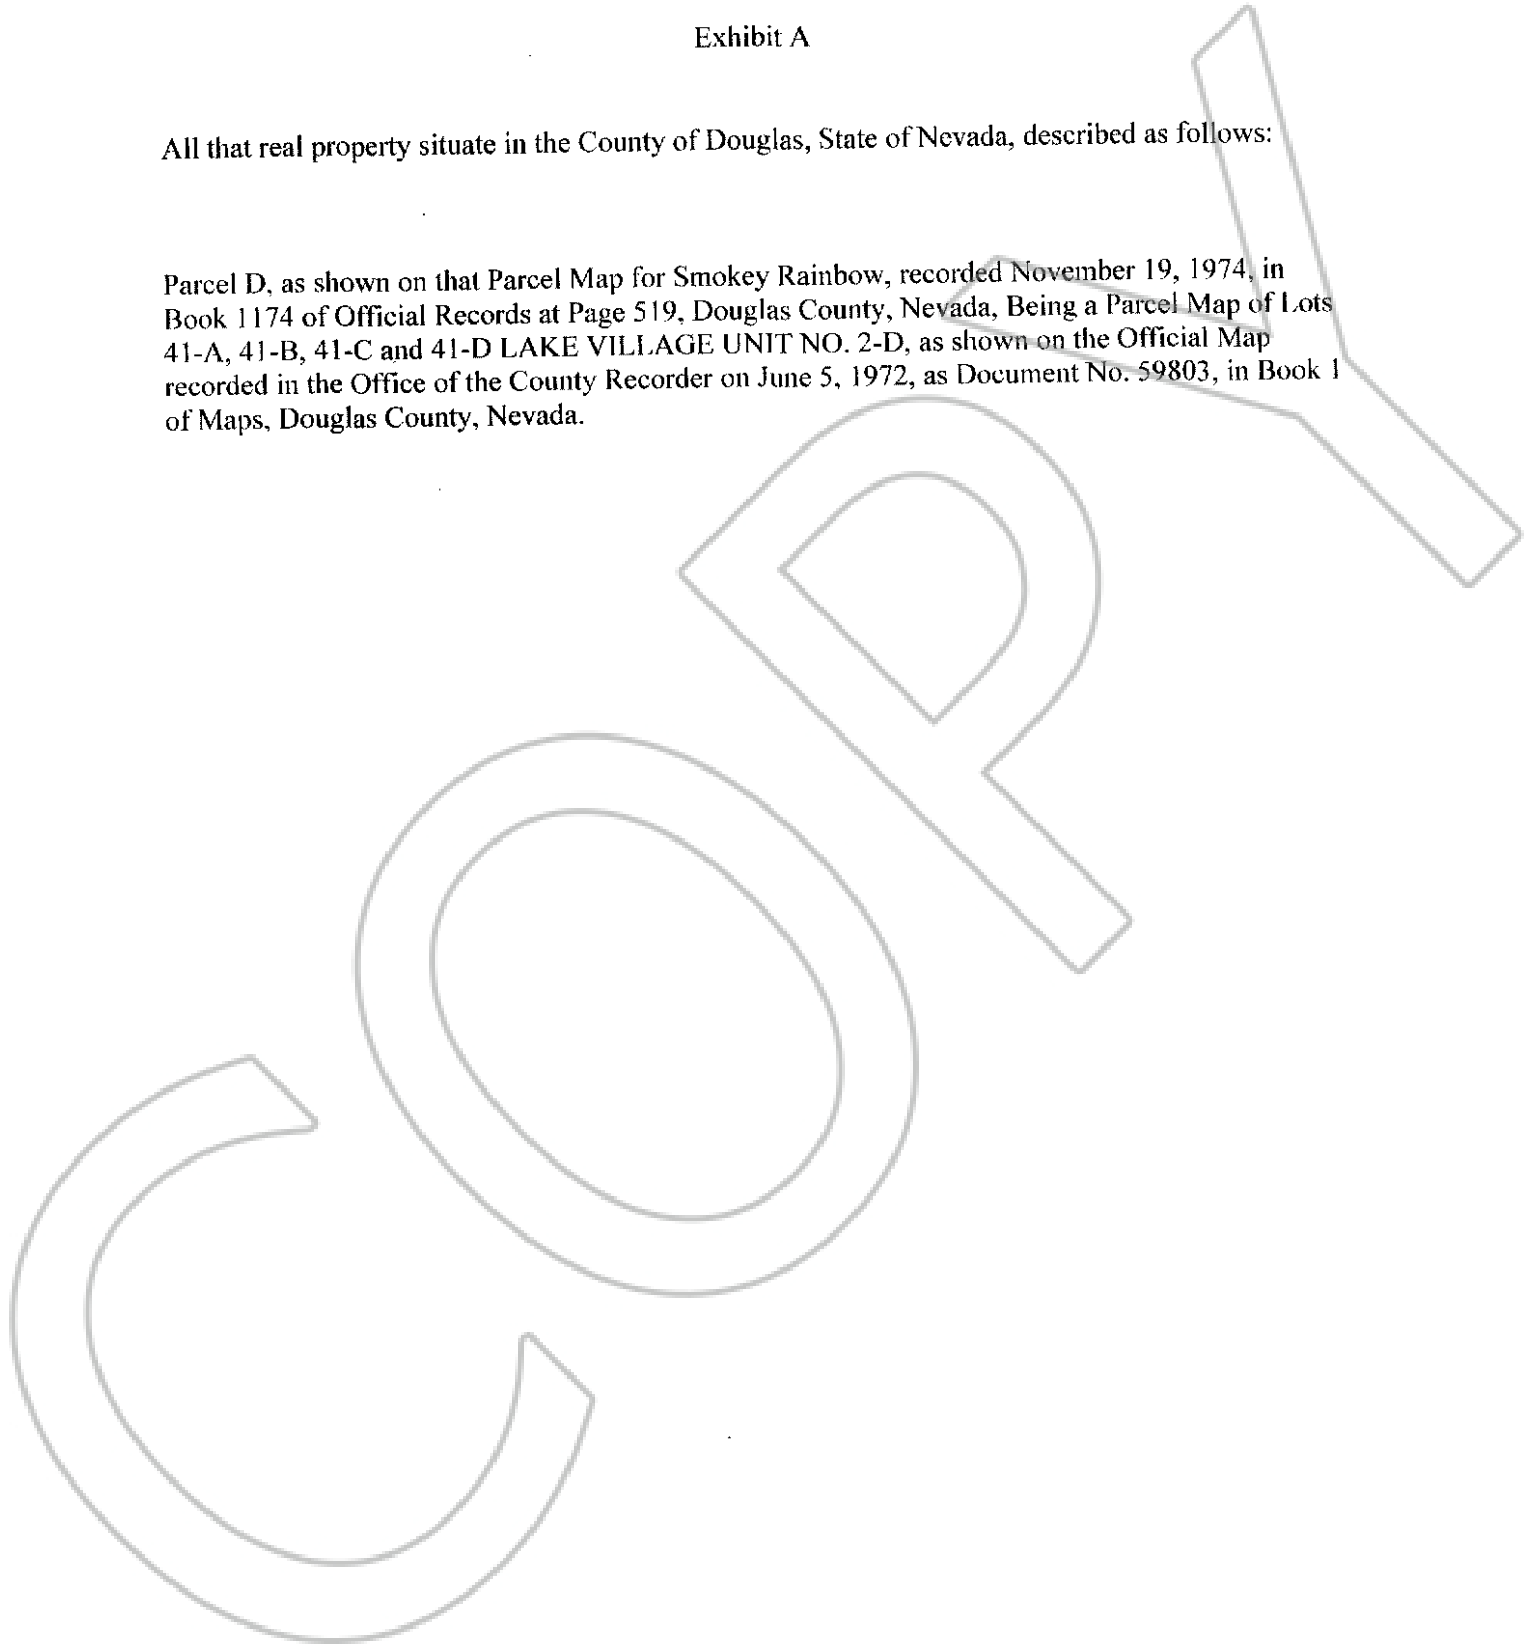 Exhibit A
All that real property situate in the County of Douglas, State of Nevada, described as follows:
Parcel D, as shown on that Parcel Map for Smokey Rainbow, recorded November 19, 1974, in
Book 1174 of Official Records at Page 519, Douglas County, Nevada, Being a Parcel Map of Lots
41-A, 41-B, 41-C and 41-D LAKE VILLAGE UNIT NO. 2-D, as shown on the Official Map
recorded in the Office of the County Recorder on June 5, 1972, as Document No. 59803, in Book 1
of Maps, Douglas County, Nevada.
COPY